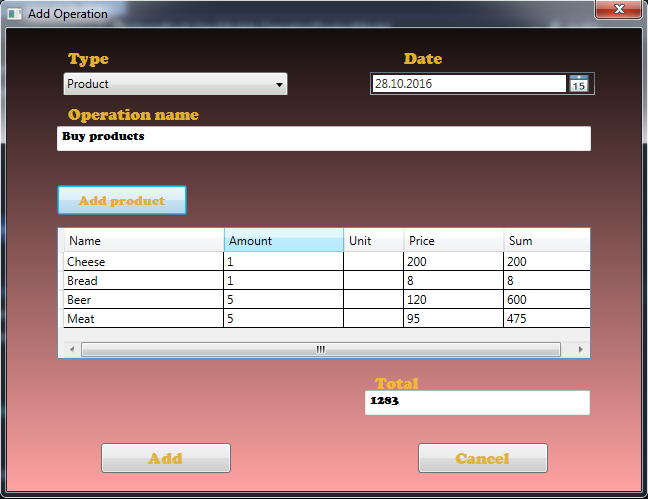 Add Operation
Type Date
Product 28.10.2016 15
Operation name
Buy products
Add product
Name Amount Unit Price Sum
Cheese 1 200 200
Bread 1 8 8
Beer 5 120 600
Meat 5 95 475
Total
1283
Add Cancel